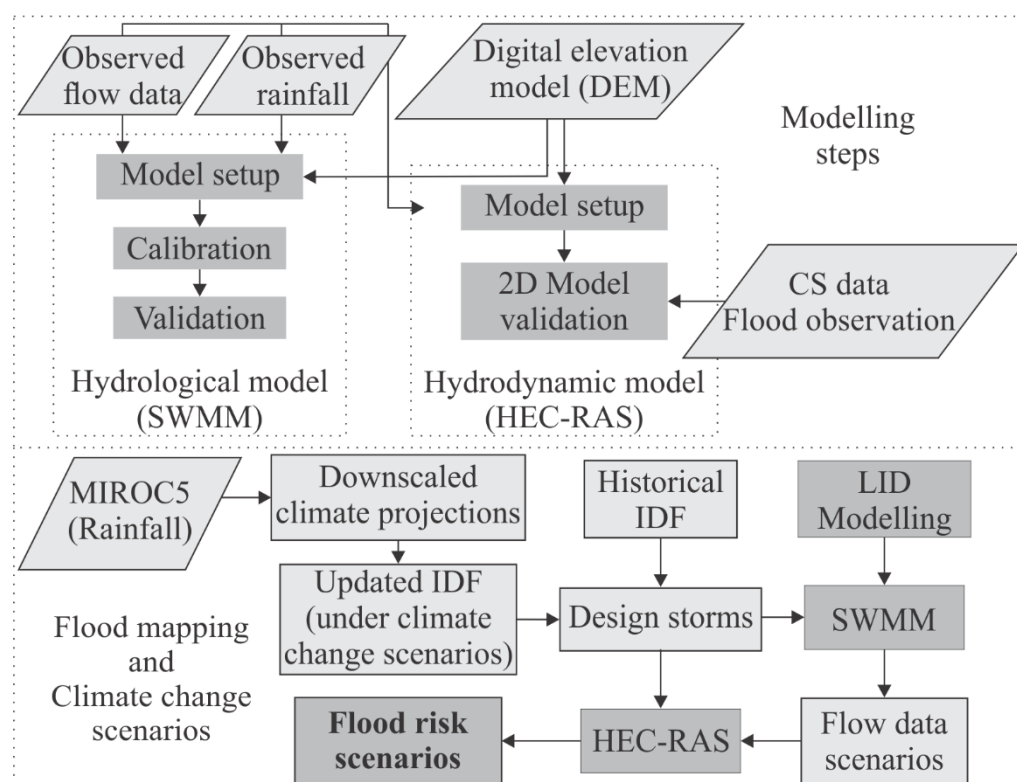 Observed
flow data
Observed
rainfall
Digital elevation
model (DEM)
Modelling
steps
Model setup
Calibration
Validation
Hydrological model
(SWMM)
Model setup
2D Model
validation
Hydrodynamic model
(HEC-RAS)
CS data
Flood observation
MIROC5
(Rainfall)
Downscaled
climate projections
Historical
IDF
LID
Modelling
Updated IDF
(under climate
change scenarios)
Design storms
SWMM
Flood mapping
and
Climate change
scenarios
Flood risk
scenarios
HEC-RAS
Flow data
scenarios